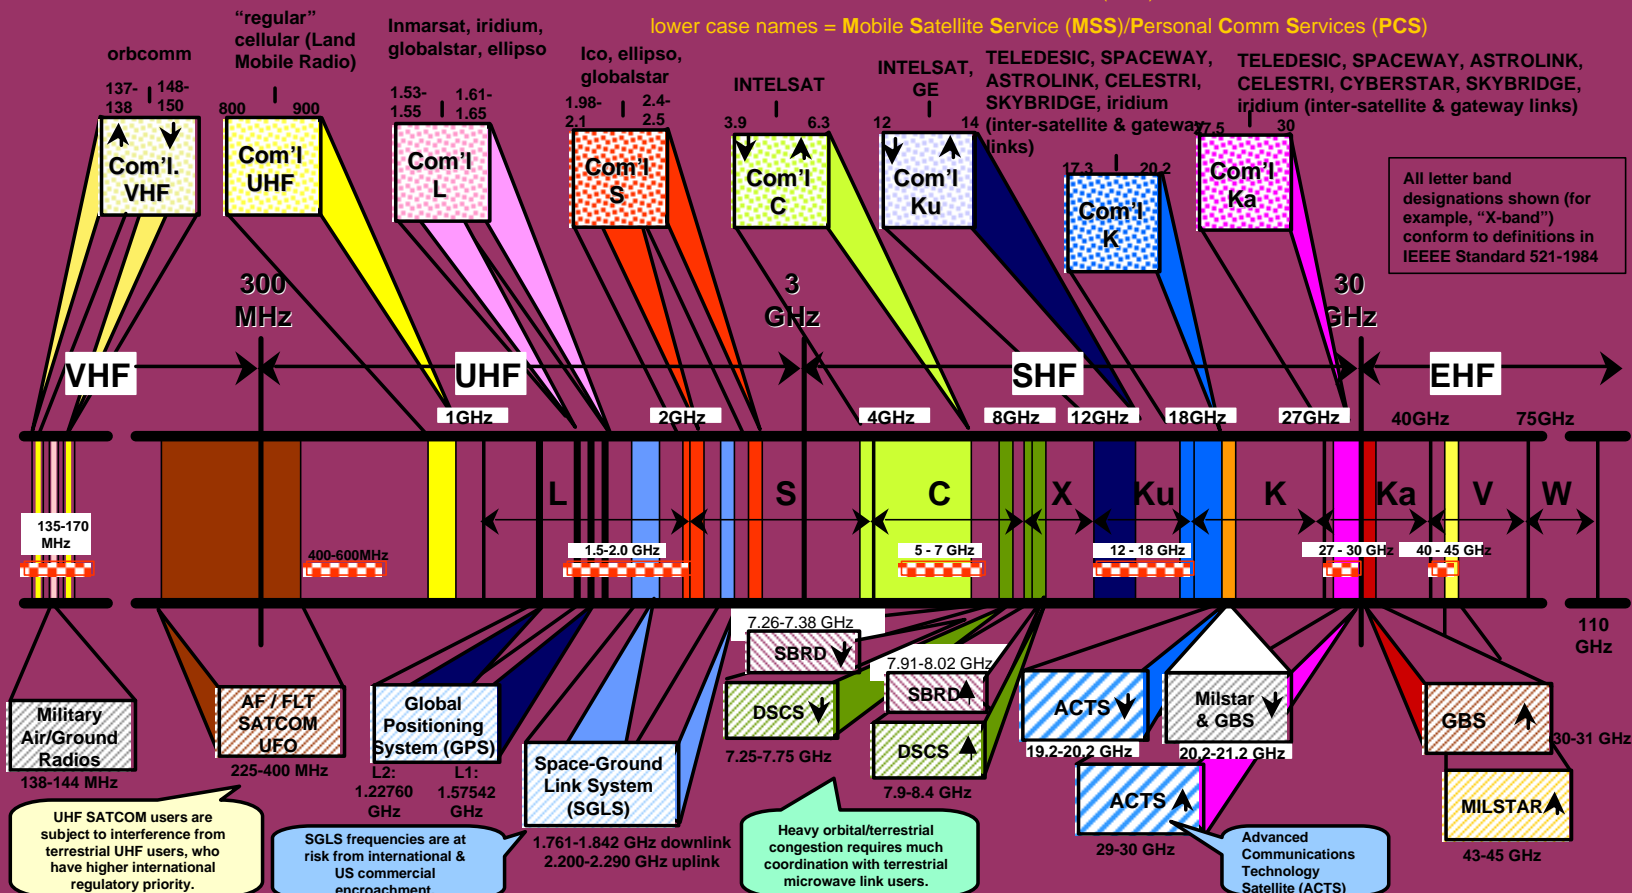 lower case names = Mobile Satellite Service (MSS)/Personal Comm Services (PCS)
orbcomm
137-
138
148-
150
Com'l.
VHF
“regular”
cellular (Land
Mobile Radio)
800
900
Com'l
UHF
Inmarsat, iridium,
globalstar, ellipso
1.53-
1.55
1.61-
1.65
Com'l
L
Ico, ellipso,
globalstar
1.98-
2.1
2.4-
2.5
Com'l
S
INTELSAT
3.9
6.3
Com'l
C
INTELSAT,
GE
12
14
Com'l
Ku
TELEDESIC, SPACEWAY,
ASTROLINK, CELESTRI,
SKYBRIDGE, iridium
(inter-satellite & gateway
links)
17.3
20.2
Com'l
K
TELEDESIC, SPACEWAY, ASTROLINK,
CELESTRI, CYBERSTAR, SKYBRIDGE,
iridium (inter-satellite & gateway links)
27.5
30
Com'l
Ka
All letter band
designations shown (for
example, “X-band”)
conform to definitions in
IEEEE Standard 521-1984
300
MHz
3
GHz
30
GHz
VHF
UHF
SHF
EHF
1GHz
2GHz
4GHz
8GHz
12GHz
18GHz
27GHz
40GHz
75GHz
L
S
C
X
Ku
K
Ka
V
W
135-170
MHz
400-600MHz
1.5-2.0 GHz
5 - 7 GHz
12 - 18 GHz
27 - 30 GHz
40 - 45 GHz
110
GHz
Military
Air/Ground
Radios
138-144 MHz
AF / FLT
SATCOM
UFO
225-400 MHz
Global
Positioning
System (GPS)
L2:
1.22760
GHz
L1:
1.57542
GHz
Space-Ground
Link System
(SGLS)
1.761-1.842 GHz downlink
2.200-2.290 GHz uplink
7.26-7.38 GHz
SBRD
DSCS
7.25-7.75 GHz
7.91-8.02 GHz
SBRD
DSCS
7.9-8.4 GHz
ACTS
19.2-20.2 GHz
Milstar
& GBS
20.2-21.2 GHz
ACTS
29-30 GHz
GBS
30-31 GHz
MILSTAR
43-45 GHz
UHF SATCOM users are
subject to interference from
terrestrial UHF users, who
have higher international
regulatory priority.
SGLS frequencies are at
risk from international &
US commercial
encroachment
Heavy orbital/terrestrial
congestion requires much
coordination with terrestrial
microwave link users.
Advanced
Communications
Technology
Satellite (ACTS)